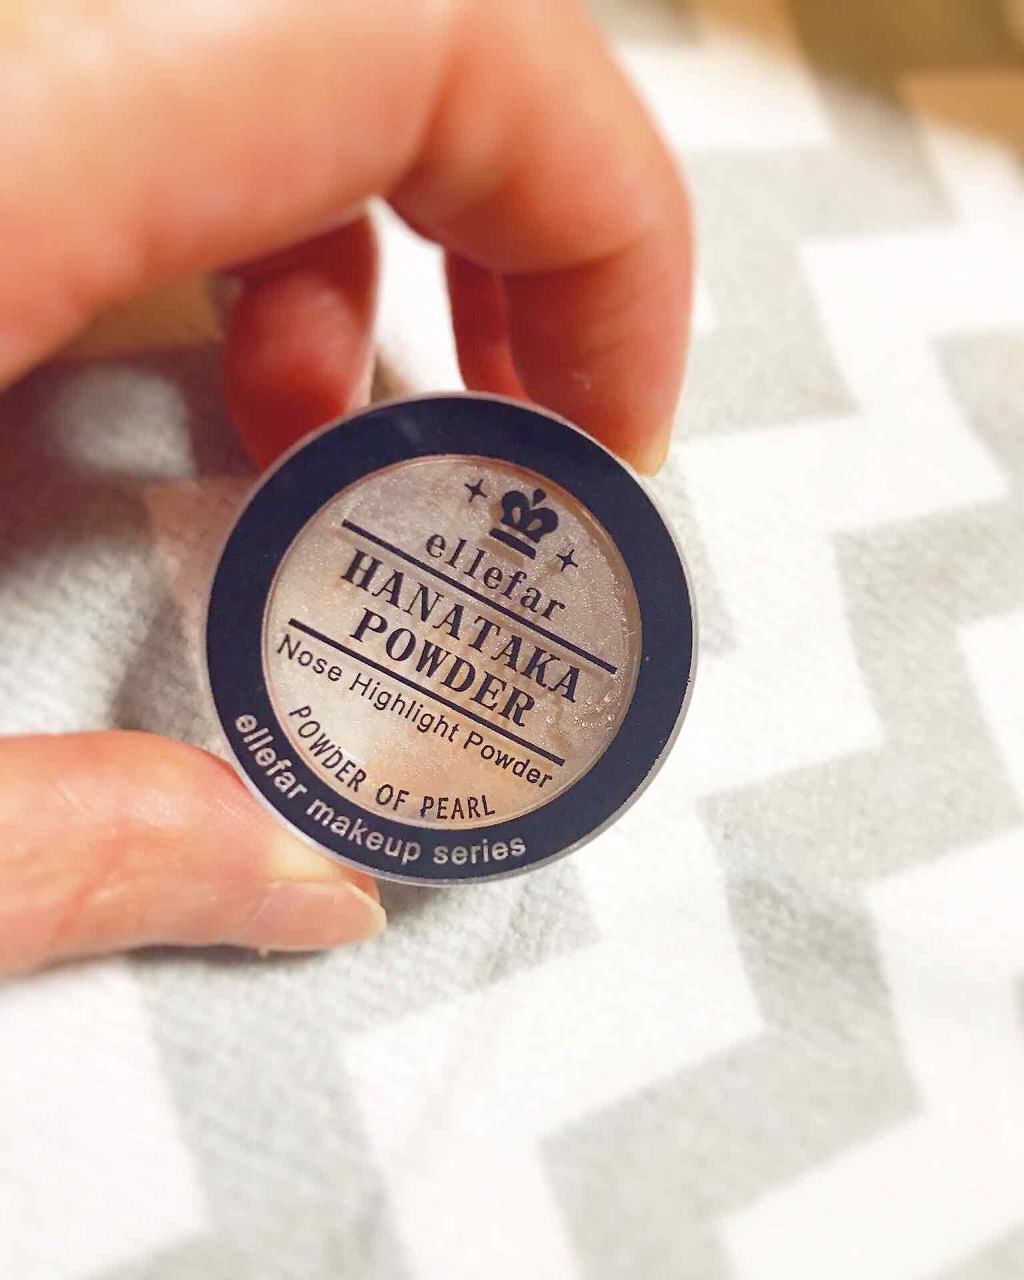 ellefar
HANATAKA
POWDER
Nose Highlight Powder
POWDER OF PEARL
ellefar makeup series